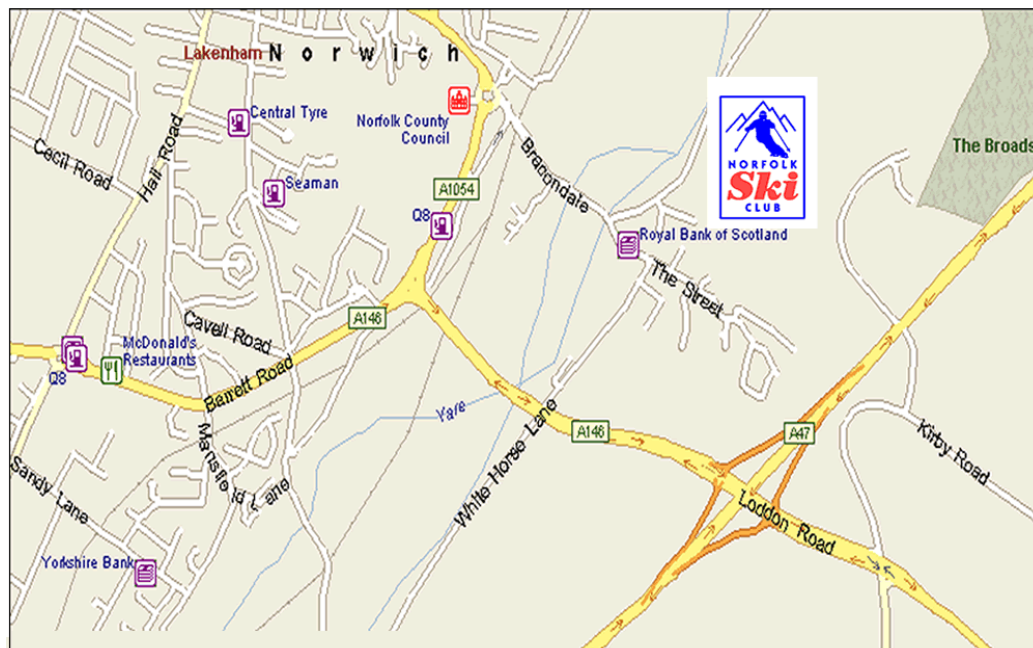 Lakenham
Norwich
Central Tyre
Norfolk County
Council
Cecil Road
Hall Road
Seaman
A1054
Q8
Bracondale
Royal Bank of Scotland
The Street
NORFOLK
Ski
CLUB
The Broads
A146
Cavell Road
McDonald's
Restaurants
Q8
Barrett Road
Yare
Mansfield Lane
White Horse Lane
A146
A47
Kirby Road
Loddon Road
Sandy Lane
Yorkshire Bank